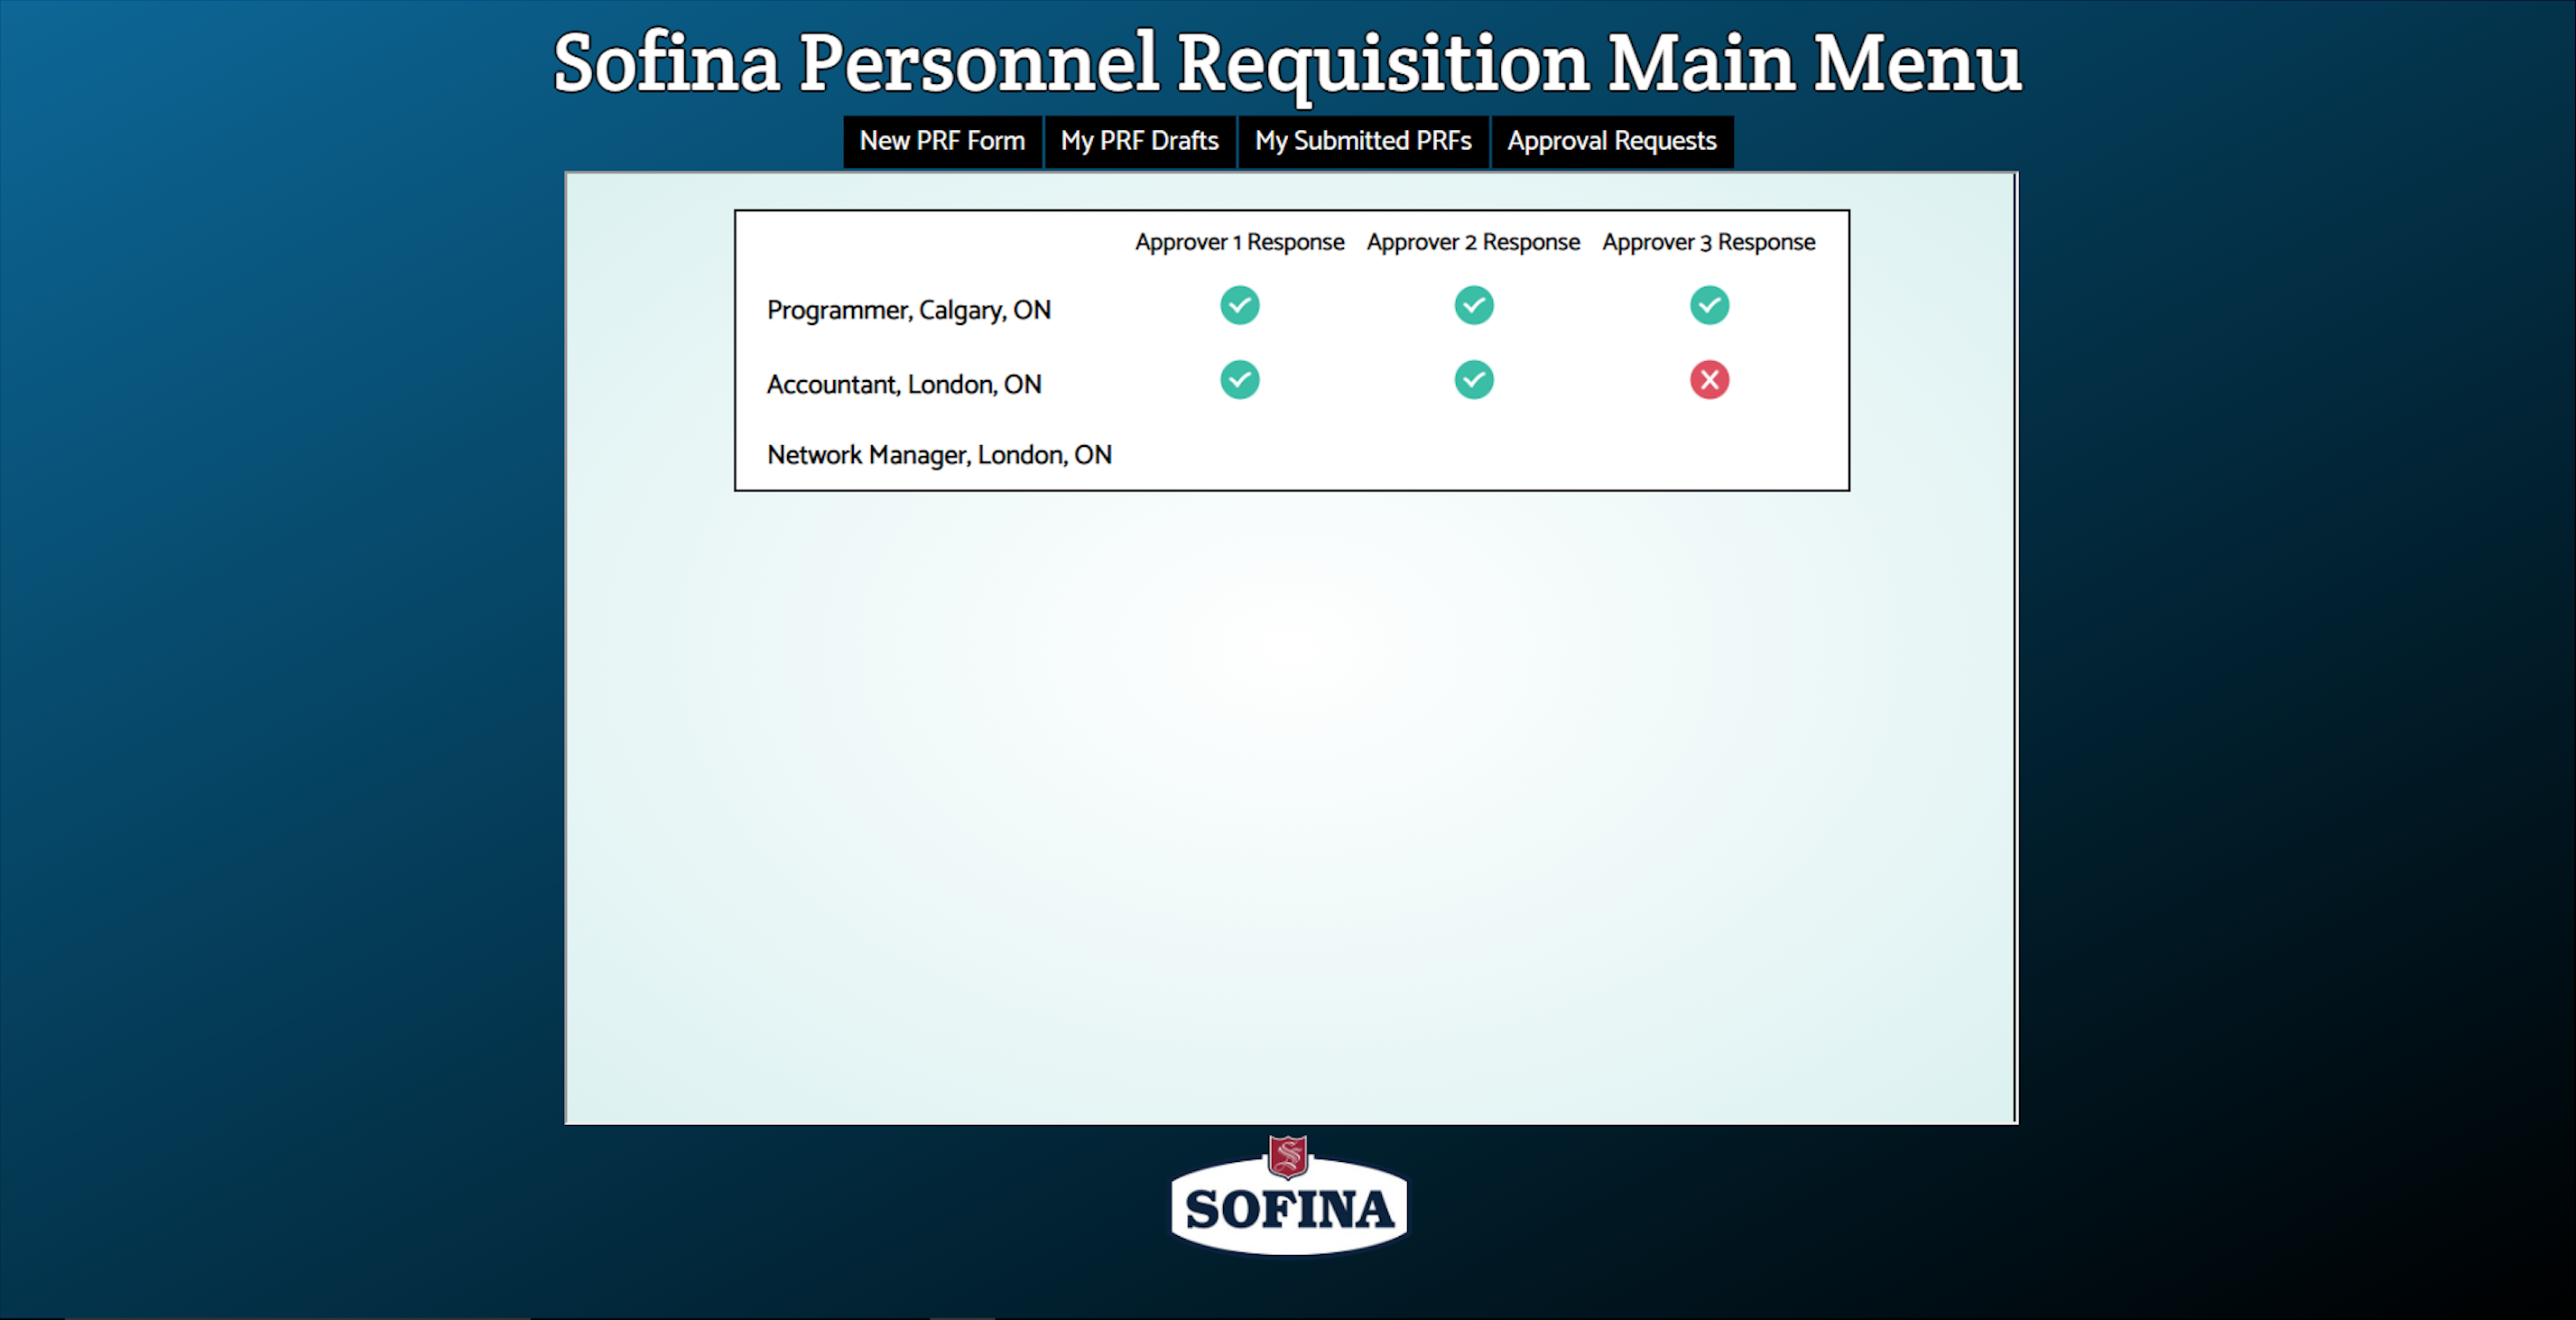 Sofina Personnel Requisition Main Menu
New PRF Form My PRF Drafts My Submitted PRFs Approval Requests
Approver 1 Response Approver 2 Response Approver 3 Response
Programmer, Calgary, ON
Accountant, London, ON
Network Manager, London, ON
S
SOFINA